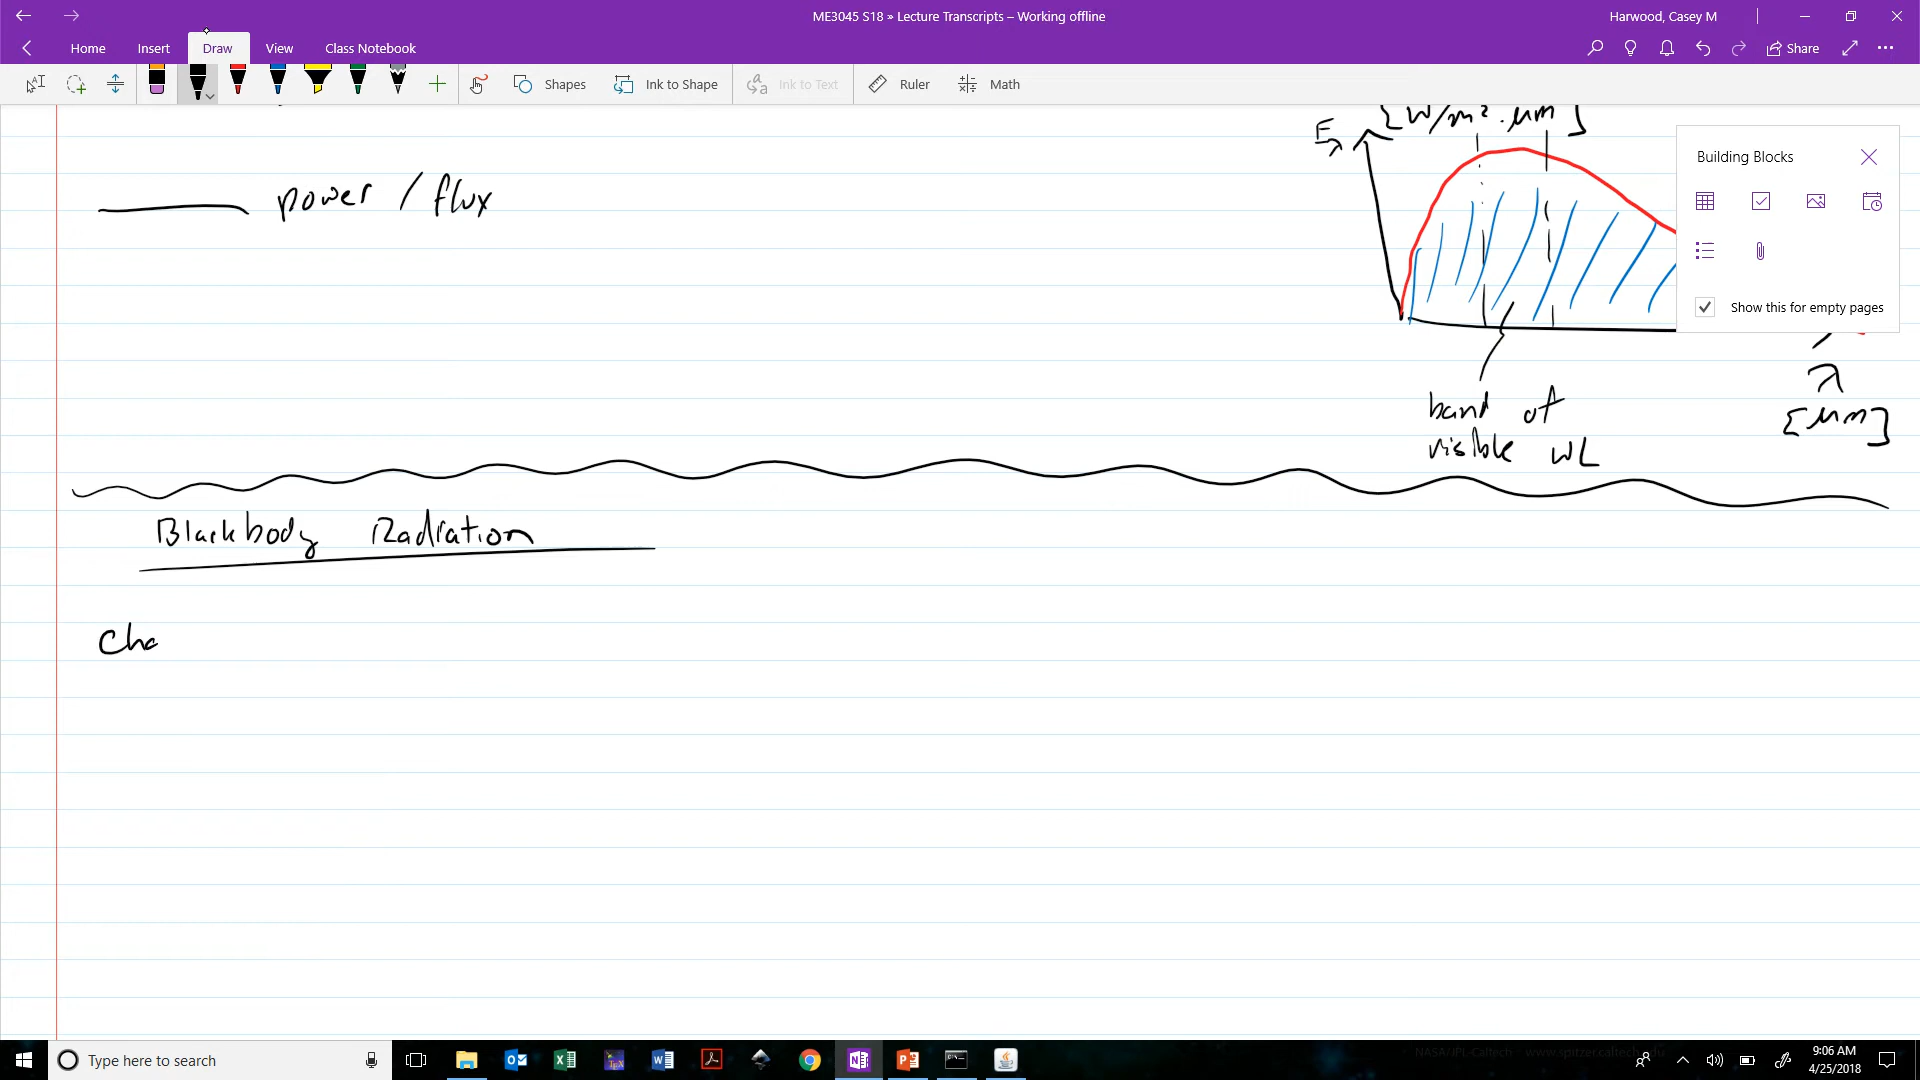 ME3045 S18 » Lecture Transcripts – Working offline
Harwood, Casey M
Home Insert Draw View Class Notebook
Share
Shapes Ink to Shape Ink to Text Ruler Math
Eλ [W/m² · μm]
Building Blocks
power / flux
Show this for empty pages
λ
[μm]
band of
visible WL
Blackbody Radiation
Cha
Type here to search
9:06 AM
4/25/2018